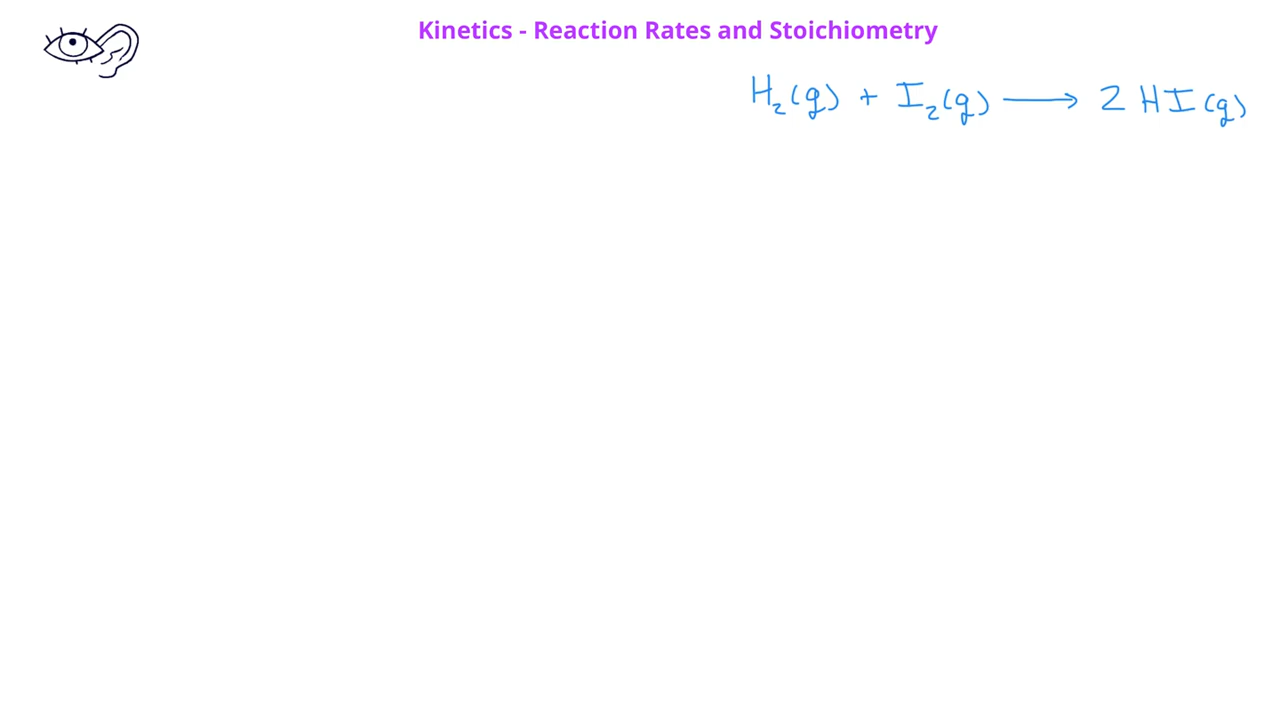 Kinetics - Reaction Rates and Stoichiometry
H₂(g) + I₂(g) ⟶ 2 HI(g)